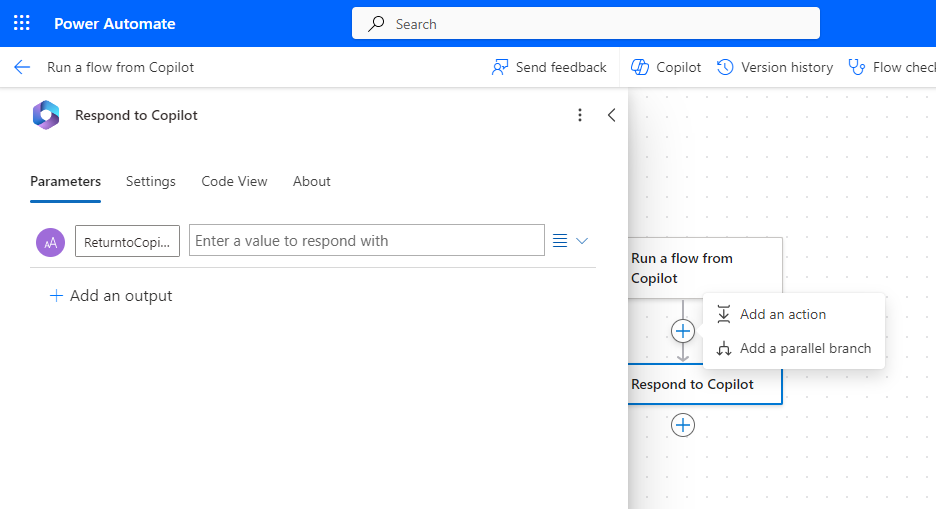 Power Automate
Search
Run a flow from Copilot
Send feedback
Copilot
Version history
Flow check
Respond to Copilot
Parameters
Settings
Code View
About
AA
ReturntoCopi...
Enter a value to respond with
Add an output
Run a flow from
Copilot
Add an action
Add a parallel branch
Respond to Copilot